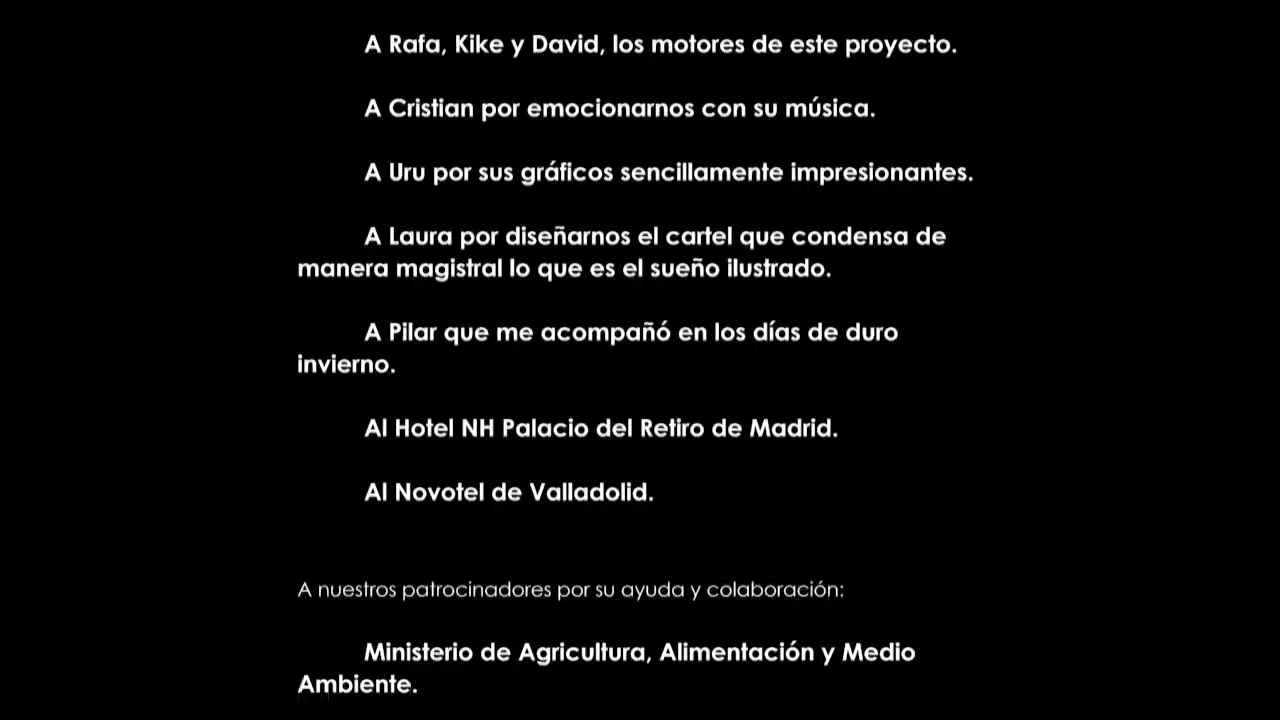 A Rafa, Kike y David, los motores de este proyecto.
A Cristian por emocionarnos con su música.
A Uru por sus gráficos sencillamente impresionantes.
A Laura por diseñarnos el cartel que condensa de
manera magistral lo que es el sueño ilustrado.
A Pilar que me acompañó en los días de duro
invierno.
Al Hotel NH Palacio del Retiro de Madrid.
Al Novotel de Valladolid.
A nuestros patrocinadores por su ayuda y colaboración:
Ministerio de Agricultura, Alimentación y Medio
Ambiente.